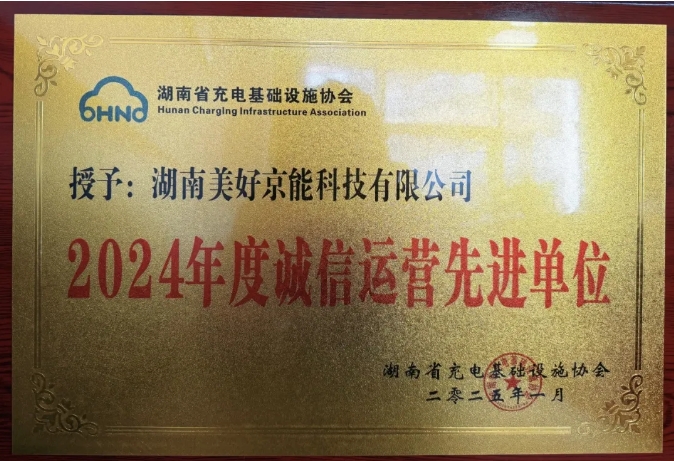 湖南省充电基础设施协会
Hunan Charging Infrastructure Association
授予：湖南美好京能科技有限公司
2024年度诚信运营先进单位
湖南省充电基础设施协会
二零二五年一月